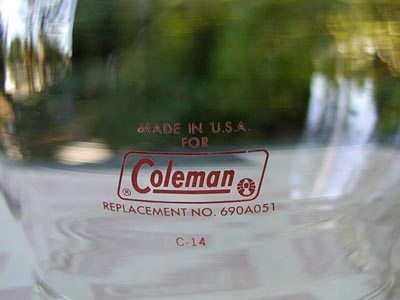 MADE IN U.S.A.
FOR
® Coleman
REPLACEMENT NO. 690A051
C-14